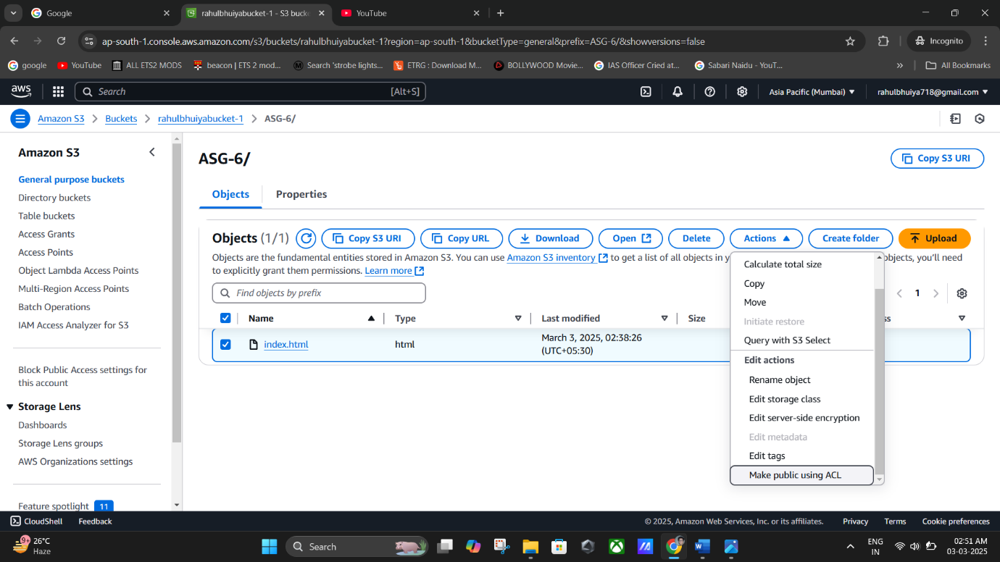 Google
rahulbhuiyabucket-1 - S3 bucke
YouTube
ap-south-1.console.aws.amazon.com/s3/buckets/rahulbhuiyabucket-1?region=ap-south-1&bucketType=general&prefix=ASG-6/&showversions=false
Incognito
google
YouTube
ALL ETS2 MODS
beacon | ETS 2 mod...
Search 'strobe lights...
ETRG : Download M...
BOLLYWOOD Movie...
IAS Officer Cried at...
Sabari Naidu - YouT...
All Bookmarks
aws
Search
[Alt+S]
Asia Pacific (Mumbai)
rahulbhuiya718@gmail.com
Amazon S3
Buckets
rahulbhuiyabucket-1
ASG-6/
Amazon S3
General purpose buckets
Directory buckets
Table buckets
Access Grants
Access Points
Object Lambda Access Points
Multi-Region Access Points
Batch Operations
IAM Access Analyzer for S3
Block Public Access settings for
this account
Storage Lens
Dashboards
Storage Lens groups
AWS Organizations settings
Feature spotlight 11
ASG-6/
Copy S3 URI
Objects
Properties
Objects (1/1)
Copy S3 URI
Copy URL
Download
Open
Delete
Actions
Create folder
Upload
Objects are the fundamental entities stored in Amazon S3. You can use Amazon S3 inventory to get a list of all objects in y objects, you'll need
to explicitly grant them permissions. Learn more
Find objects by prefix
1
Name
Type
Last modified
Size
ss
index.html
html
March 3, 2025, 02:38:26
(UTC+05:30)
Calculate total size
Copy
Move
Initiate restore
Query with S3 Select
Edit actions
Rename object
Edit storage class
Edit server-side encryption
Edit metadata
Edit tags
Make public using ACL
CloudShell
Feedback
© 2025, Amazon Web Services, Inc. or its affiliates.
Privacy
Terms
Cookie preferences
9+
26°C
Haze
Search
ENG
IN
02:51 AM
03-03-2025